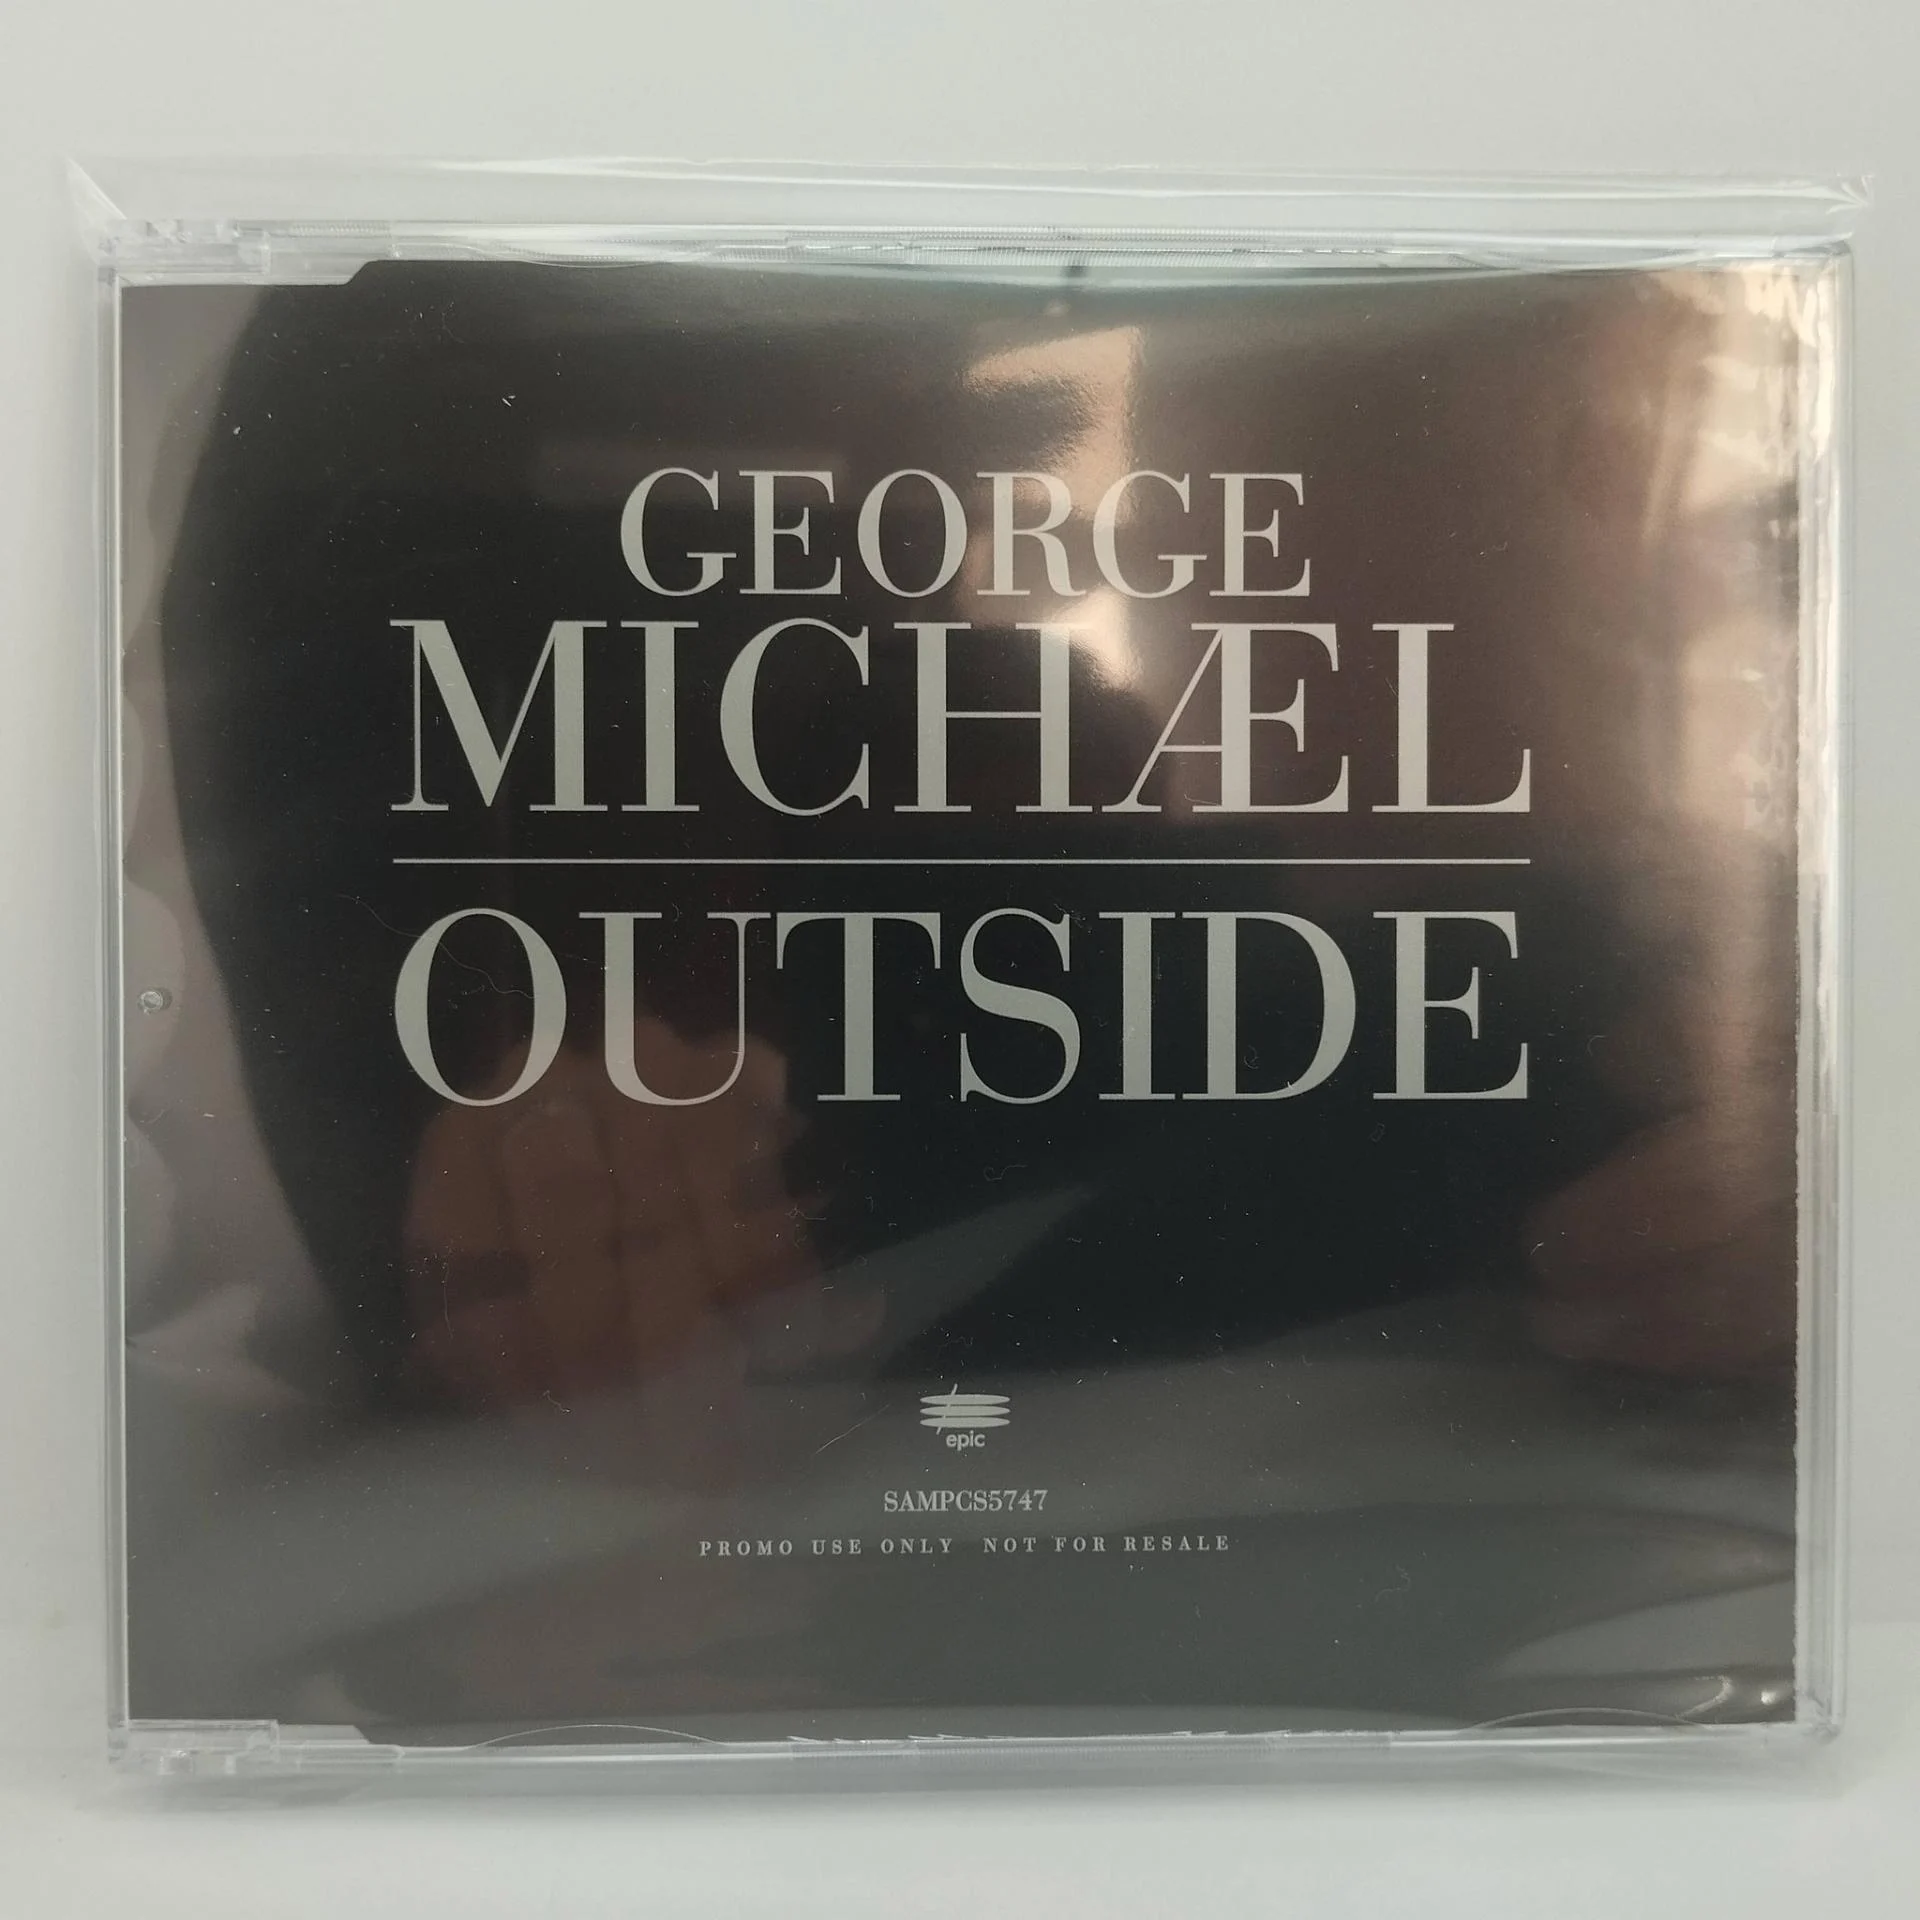 GEORGE
MICHÆL
OUTSIDE
epic
SAMPCS5747
PROMO USE ONLY NOT FOR RESALE